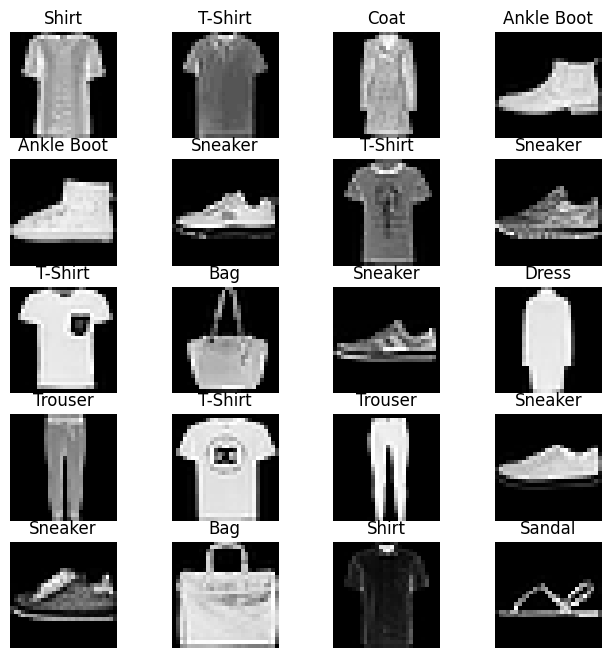 Shirt T-Shirt Coat Ankle Boot
Ankle Boot Sneaker T-Shirt Sneaker
T-Shirt Bag Sneaker Dress
Trouser T-Shirt Trouser Sneaker
Sneaker Bag Shirt Sandal